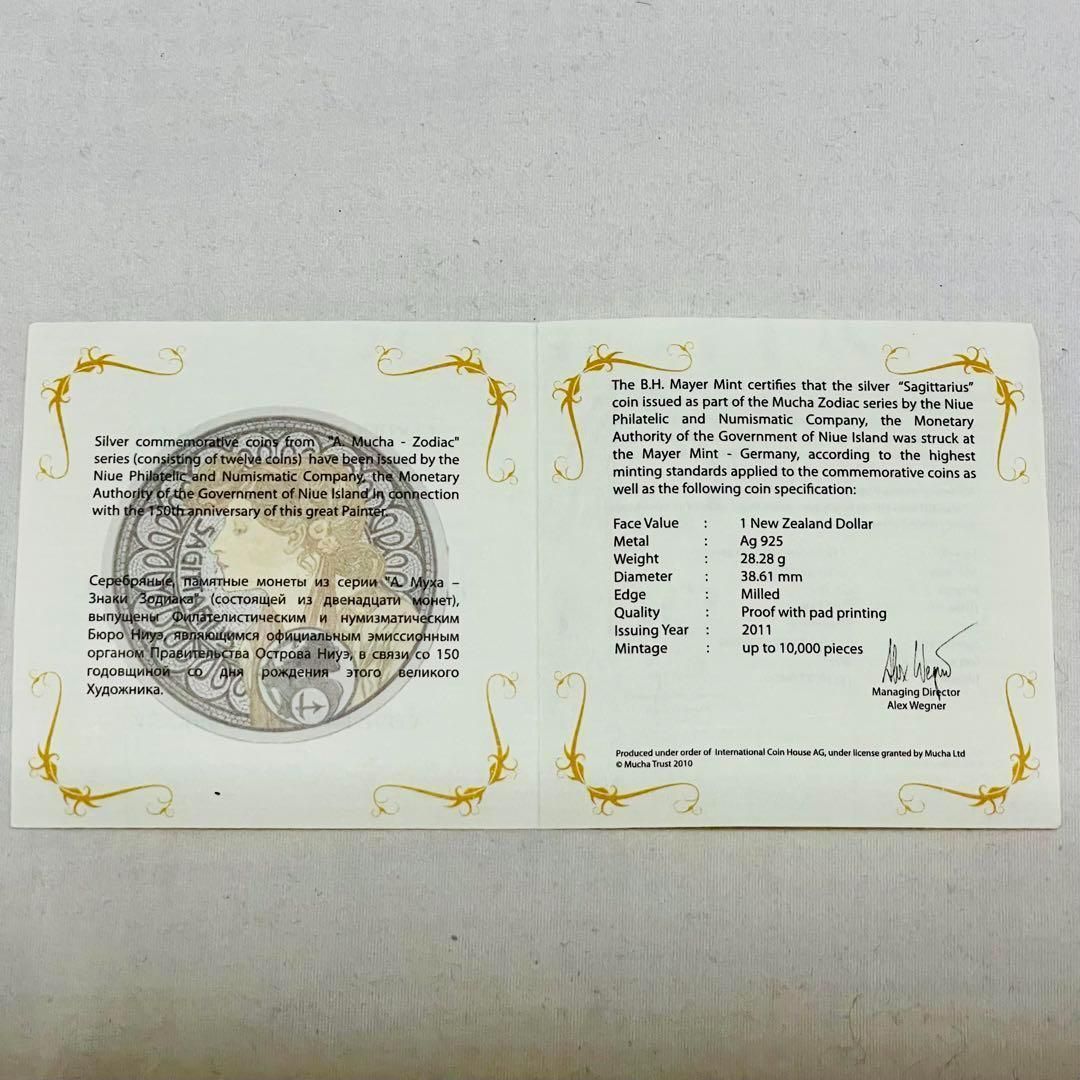 Silver commemorative coins from "A. Mucha - Zodiac"
series (consisting of twelve coins) have been issued by the
Niue Philatelic and Numismatic Company, the Monetary
Authority of the Government of Niue Island in connection
with the 150th anniversary of this great Painter.
Серебряные, памятные монеты из серии "А. Муха –
Знаки Зодиака" (состоящей из двенадцати монет),
выпущены Филателистическим и нумизматическим
Бюро Ниуэ, являющимся официальным эмиссионным
органом Правительства Острова Ниуэ, в связи со 150
годовщиной со дня рождения этого великого
Художника.
SAGITTARIUS
The B.H. Mayer Mint certifies that the silver "Sagittarius"
coin issued as part of the Mucha Zodiac series by the Niue
Philatelic and Numismatic Company, the Monetary
Authority of the Government of Niue Island was struck at
the Mayer Mint - Germany, according to the highest
minting standards applied to the commemorative coins as
well as the following coin specification:
Face Value : 1 New Zealand Dollar
Metal : Ag 925
Weight : 28.28 g
Diameter : 38.61 mm
Edge : Milled
Quality : Proof with pad printing
Issuing Year : 2011
Mintage : up to 10,000 pieces
Alex Wegner
Managing Director
Alex Wegner
Produced under order of International Coin House AG, under license granted by Mucha Ltd
© Mucha Trust 2010